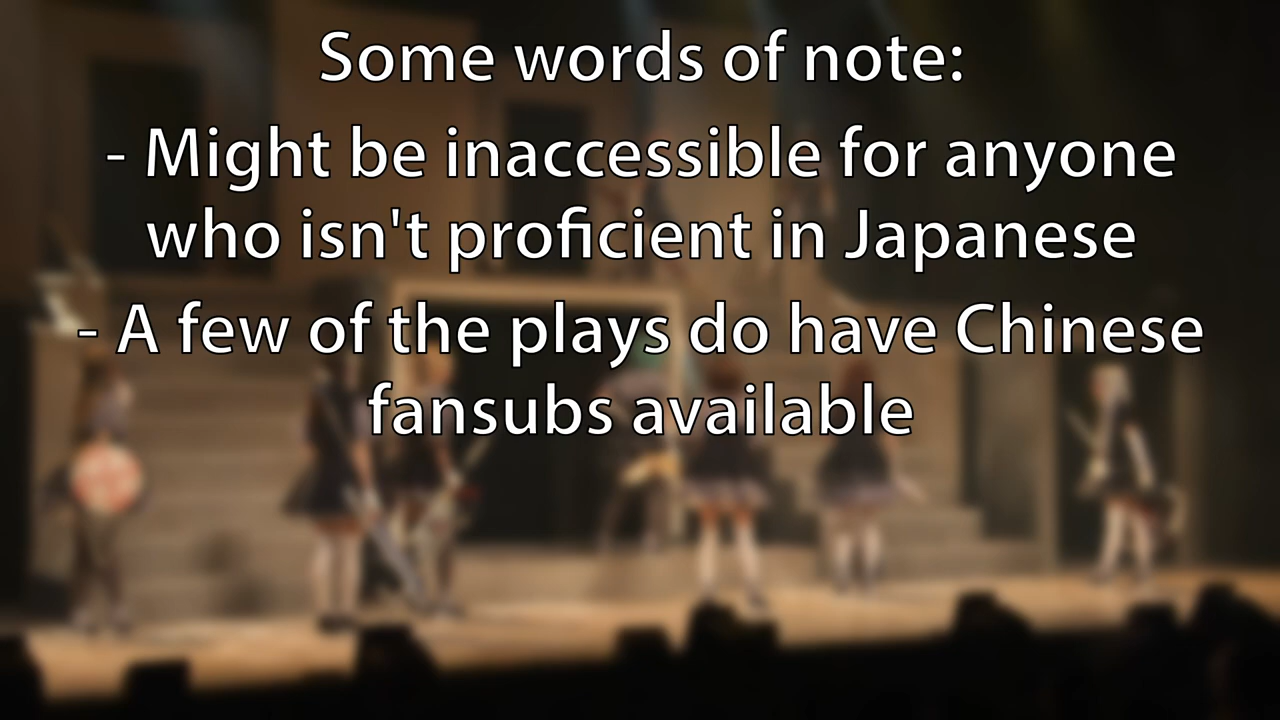 Some words of note:
- Might be inaccessible for anyone
who isn't proficient in Japanese
- A few of the plays do have Chinese
fansubs available